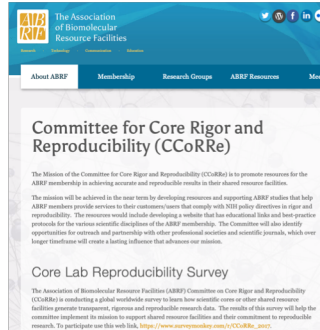 The Association
of Biomolecular
Resource Facilities
Research Technology Communication Education
About ABRF Membership Research Groups ABRF Resources
Committee for Core Rigor and
Reproducibility (CCoRRe)
The Mission of the Committee for Core Rigor and Reproducibility (CCoRRe) is to promote resources for the
ABRF membership in achieving accurate and reproducible results in their shared resource facilities.
The mission will be achieved in the near term by developing resources and supporting ABRF studies that help
ABRF members provide services to their customers/users that comply with NIH policy directives in rigor and
reproducibility. The resources would include developing a website that has educational links and best-practice
protocols for the various scientific disciplines of the ABRF membership. The Committee will also identify
opportunities for outreach and partnership with other professional societies and scientific journals, which over
longer timeframe will create a lasting influence that advances our mission.
Core Lab Reproducibility Survey
The Association of Biomolecular Resource Facilities (ABRF) Committee on Core Rigor and Reproducibility
(CCoRRe) is conducting a global worldwide survey to learn how scientific cores or other shared resource
facilities generate transparent, rigorous and reproducible research data. The results of this survey will help the
committee implement its mission to support shared resource facilities and their commitment to reproducible
research. To participate use this web link, https://www.surveymonkey.com/r/CCoRRe_2017.